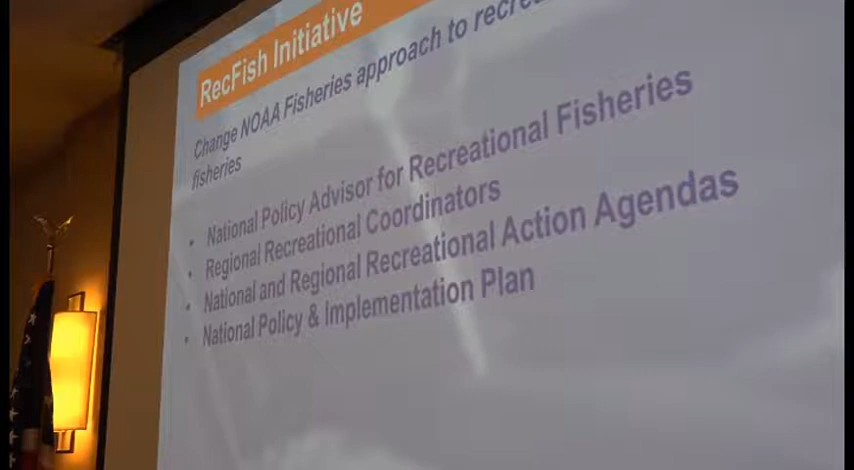 RecFish Initiative
Change NOAA Fisheries approach to
fisheries
• National Policy Advisor for Recreational Fisheries
• Regional Recreational Coordinators
• National and Regional Recreational Action Agendas
• National Policy & Implementation Plan